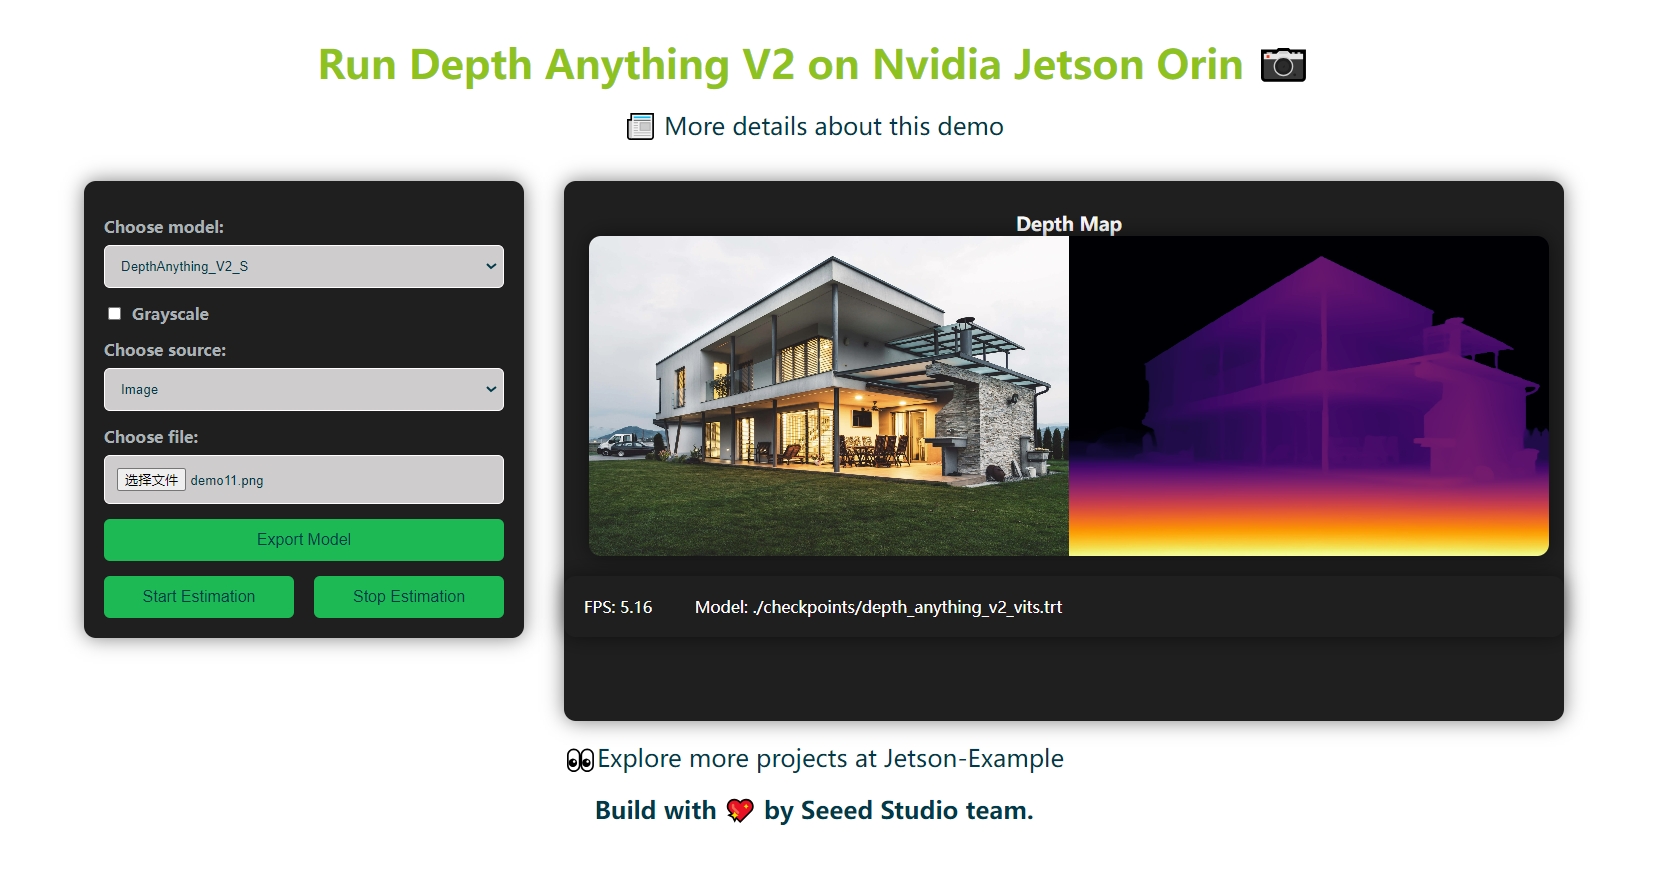 Run Depth Anything V2 on Nvidia Jetson Orin 📷
📰 More details about this demo
Choose model:
DepthAnything_V2_S
Grayscale
Choose source:
Image
Choose file:
选择文件 demo11.png
Export Model
Start Estimation
Stop Estimation
Depth Map
FPS: 5.16
Model: ./checkpoints/depth_anything_v2_vits.trt
👀Explore more projects at Jetson-Example
Build with 💖 by Seeed Studio team.